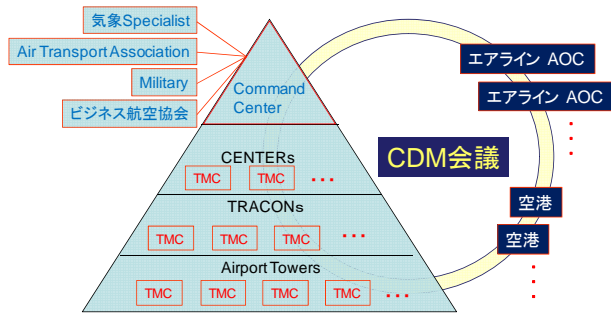 気象Specialist
Air Transport Association
Military
ビジネス航空協会
Command
Center
エアライン AOC
エアライン AOC
CDM会議
CENTERs
TMC TMC ・・・
TRACONs
TMC TMC TMC ・・・
Airport Towers
TMC TMC TMC TMC ・・・
空港
空港